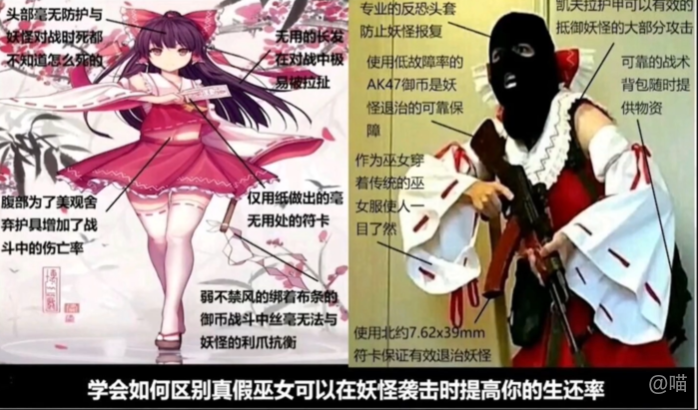 头部毫无防护与
妖怪对战时死都
不知道怎么死的
无用的长发
在对战中极
易被拉扯
腹部为了美观舍
弃护具增加了战
斗中的伤亡率
仅用纸做出的毫
无用处的符卡
弱不禁风的绑着布条的
御币战斗中丝毫无法与
妖怪的利爪抗衡
专业的反恐头套
防止妖怪报复
使用低故障率的
AK47御币是妖
怪退治的可靠保
障
作为巫女穿
着传统的巫
女服使人一
目了然
凯夫拉护甲可以有效的
抵御妖怪的大部分攻击
可靠的战术
背包随时提
供物资
使用北约7.62x39mm
符卡保证有效退治妖怪
学会如何区别真假巫女可以在妖怪袭击时提高你的生还率
@喵